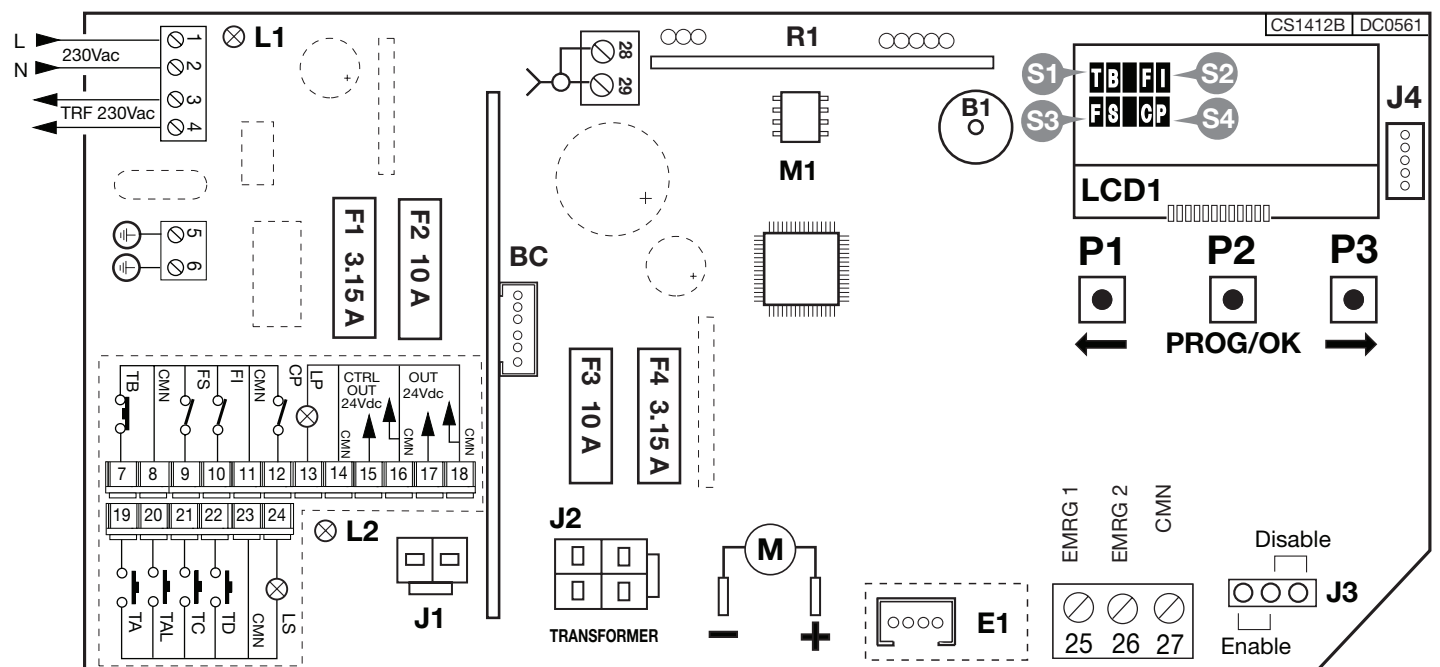 CS1412B DC0561
L 230Vac
N
TRF 230Vac
1
2
3
4
L1
28
29
R1
B1
M1
S1 TB FI S2
S3 FS CP S4
LCD1
J4
5
6
F1 3.15 A
F2 10 A
BC
P1 P2 P3
PROG/OK
F3 10 A
F4 3.15 A
TB CMN FS FI CMN CP LP CTRL OUT 24Vdc CMN CMN OUT 24Vdc CMN
7 8 9 10 11 12 13 14 15 16 17 18
19 20 21 22 23 24
TA TAL TC TD CMN LS
L2
J1
J2
TRANSFORMER
M
E1
EMRG 1 EMRG 2 CMN
25 26 27
Disable
J3
Enable